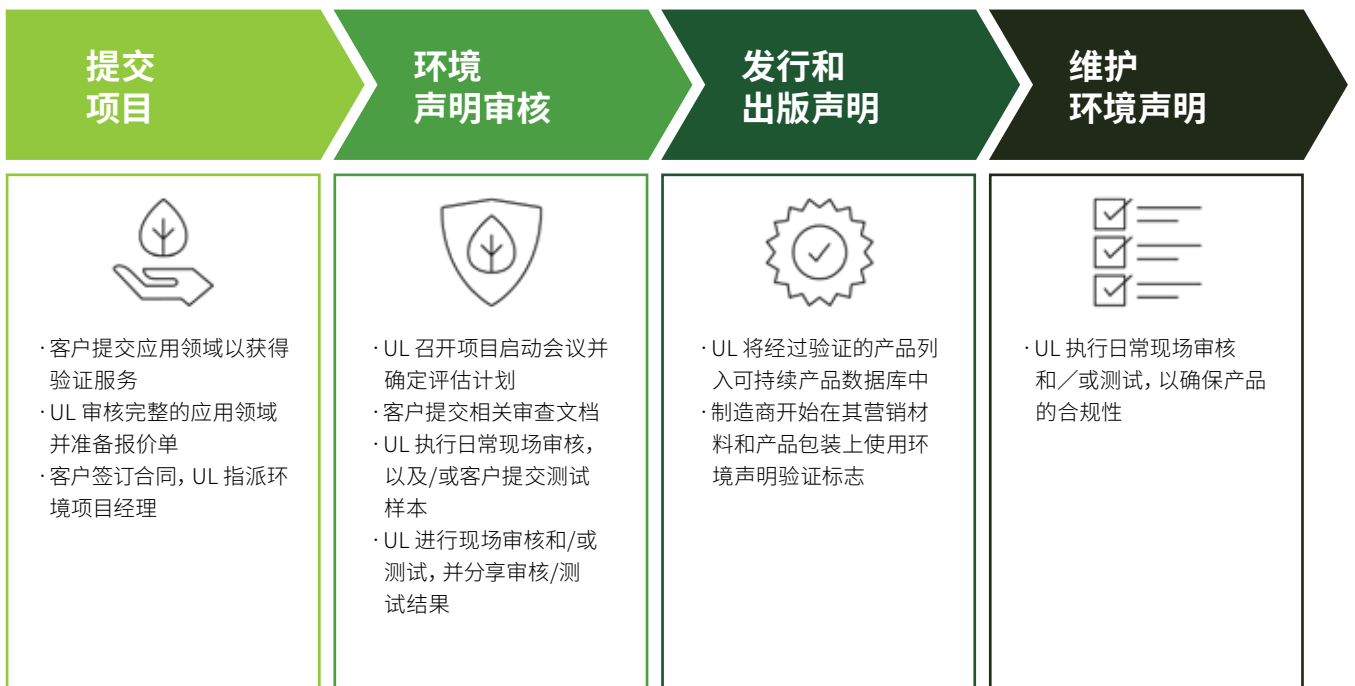 提交
项目
环境
声明审核
发行和
出版声明
维护
环境声明
· 客户提交应用领域以获得
验证服务
· UL 审核完整的应用领域
并准备报价单
· 客户签订合同，UL 指派环
境项目经理
· UL 召开项目启动会议并
确定评估计划
· 客户提交相关审查文档
· UL 执行日常现场审核，
以及/或客户提交测试
样本
· UL 进行现场审核和/或
测试，并分享审核/测
试结果
· UL 将经过验证的产品列
入可持续产品数据库中
· 制造商开始在其营销材
料和产品包装上使用环
境声明验证标志
· UL 执行日常现场审核
和／或测试，以确保产品
的合规性